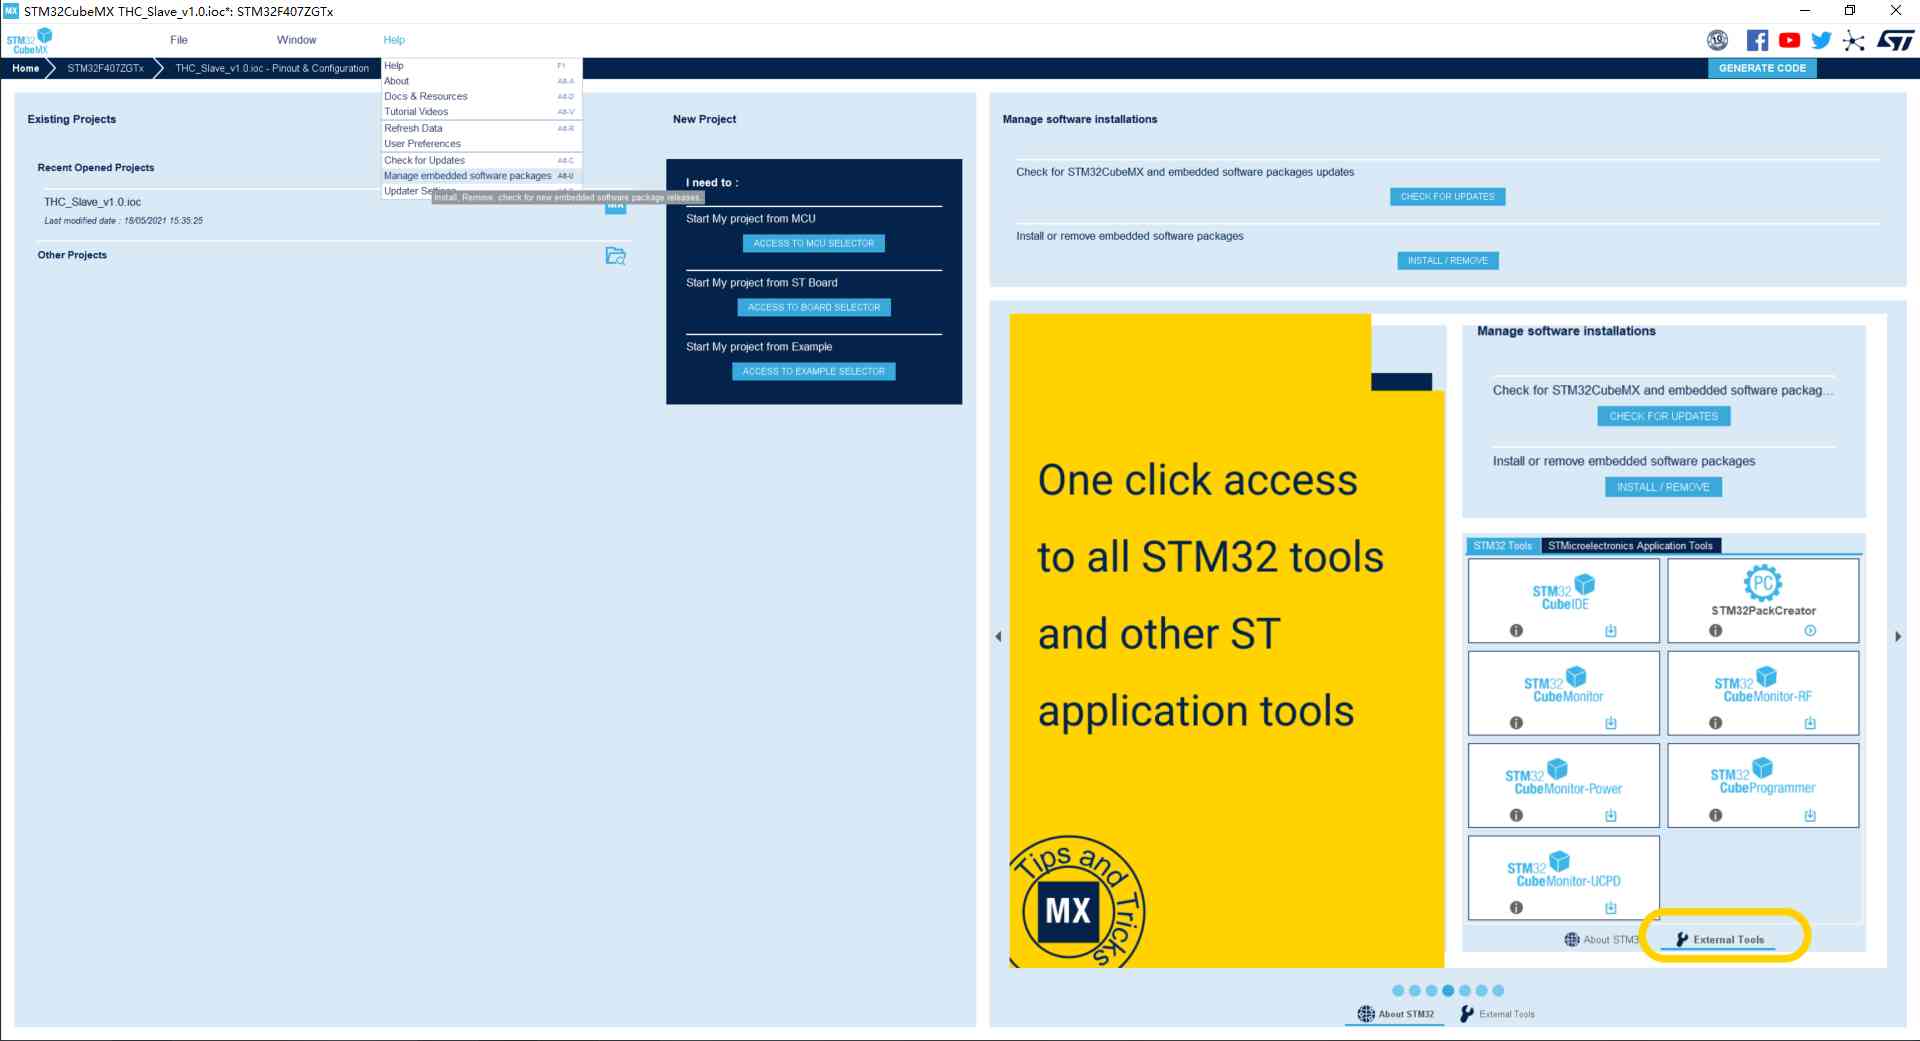 MX STM32CubeMX THC_Slave_v1.0.ioc*: STM32F407ZGTx
STM32 CubeMX
File
Window
Help
Home
STM32F407ZGTx
THC_Slave_v1.0.ioc - Pinout & Configuration
GENERATE CODE
Help F1
About Alt-A
Docs & Resources Alt-D
Tutorial Videos Alt-V
Refresh Data Alt-R
User Preferences
Check for Updates Alt-C
Manage embedded software packages Alt-U
Updater Settings
Install, Remove, check for new embedded software package releases.
Existing Projects
Recent Opened Projects
THC_Slave_v1.0.ioc
Last modified date : 18/05/2021 15:35:25
MX
Other Projects
New Project
I need to :
Start My project from MCU
ACCESS TO MCU SELECTOR
Start My project from ST Board
ACCESS TO BOARD SELECTOR
Start My project from Example
ACCESS TO EXAMPLE SELECTOR
Manage software installations
Check for STM32CubeMX and embedded software packages updates
CHECK FOR UPDATES
Install or remove embedded software packages
INSTALL / REMOVE
One click access
to all STM32 tools
and other ST
application tools
Tips and Tricks
MX
Manage software installations
Check for STM32CubeMX and embedded software packag...
CHECK FOR UPDATES
Install or remove embedded software packages
INSTALL / REMOVE
STM32 Tools
STMicroelectronics Application Tools
STM32 CubeIDE
PC STM32PackCreator
STM32 CubeMonitor
STM32 CubeMonitor-RF
STM32 CubeMonitor-Power
STM32 CubeProgrammer
STM32 CubeMonitor-UCPD
About STM3
External Tools
About STM32
External Tools